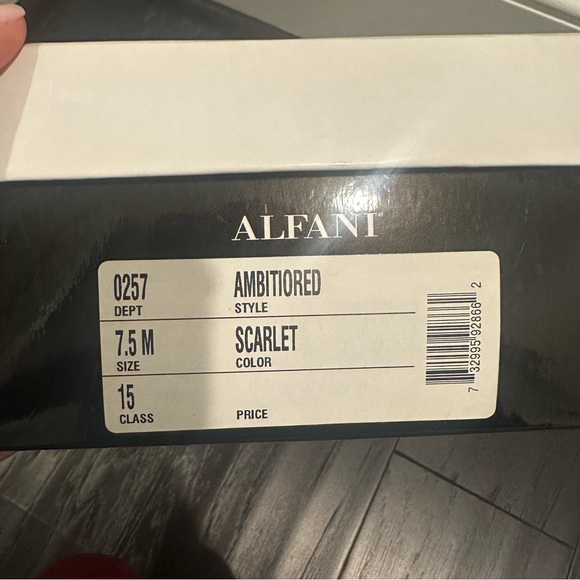 ALFANI
0257 AMBITIORED
DEPT STYLE
7.5 M SCARLET
SIZE COLOR
15
CLASS PRICE
7 32995 92866 2